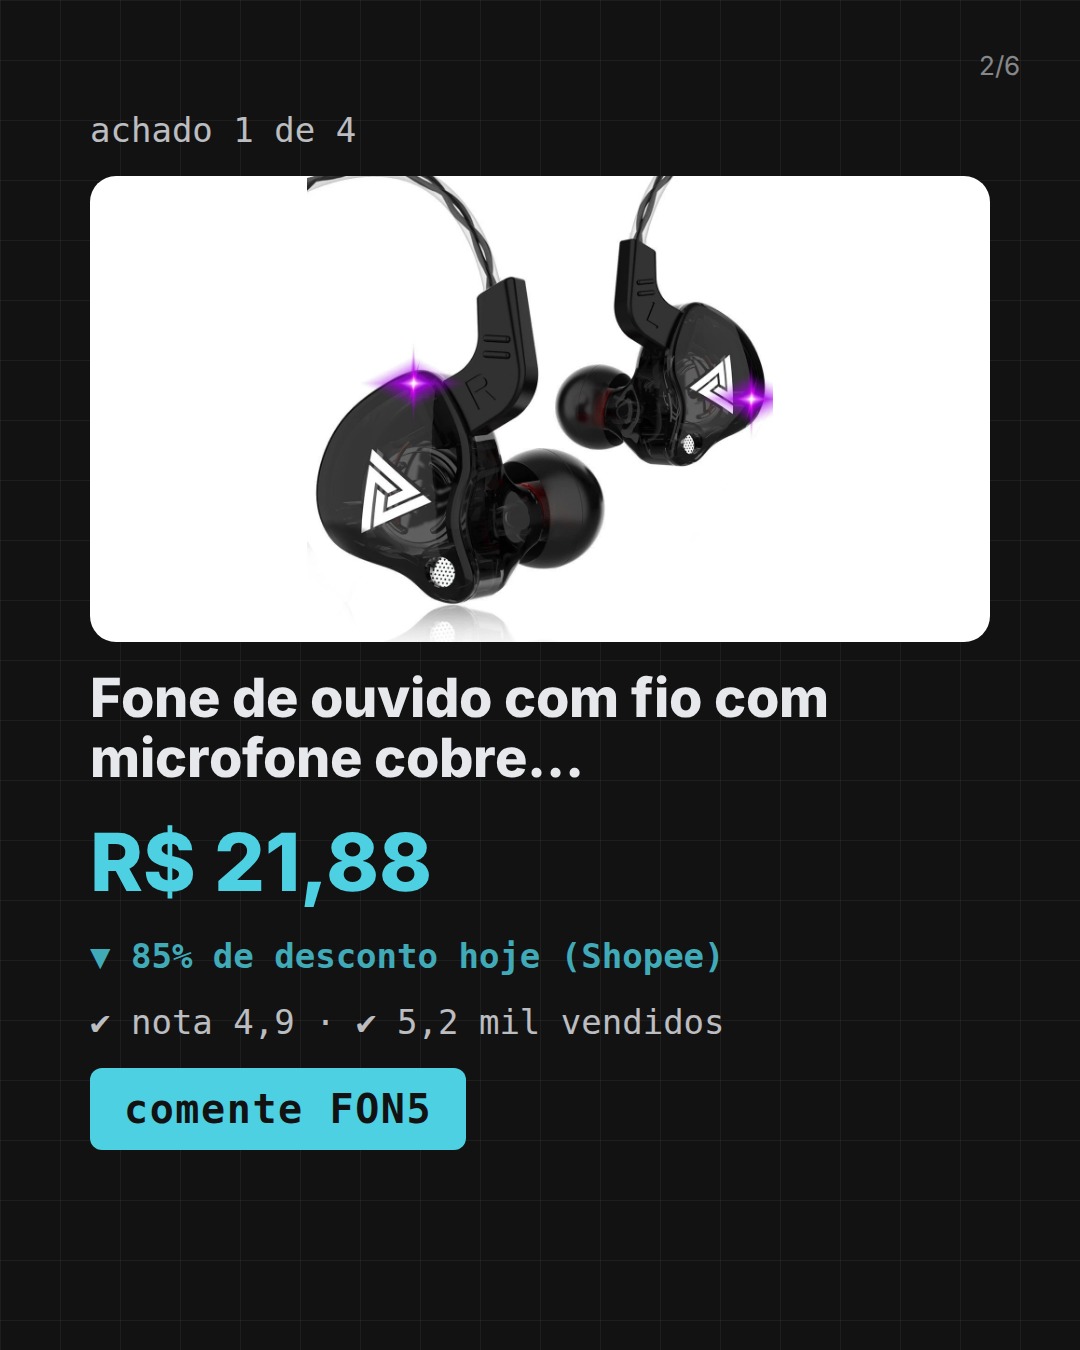 2/6
achado 1 de 4
R
L
Fone de ouvido com fio com
microfone cobre...
R$ 21,88
▼ 85% de desconto hoje (Shopee)
✔ nota 4,9 · ✔ 5,2 mil vendidos
comente FON5